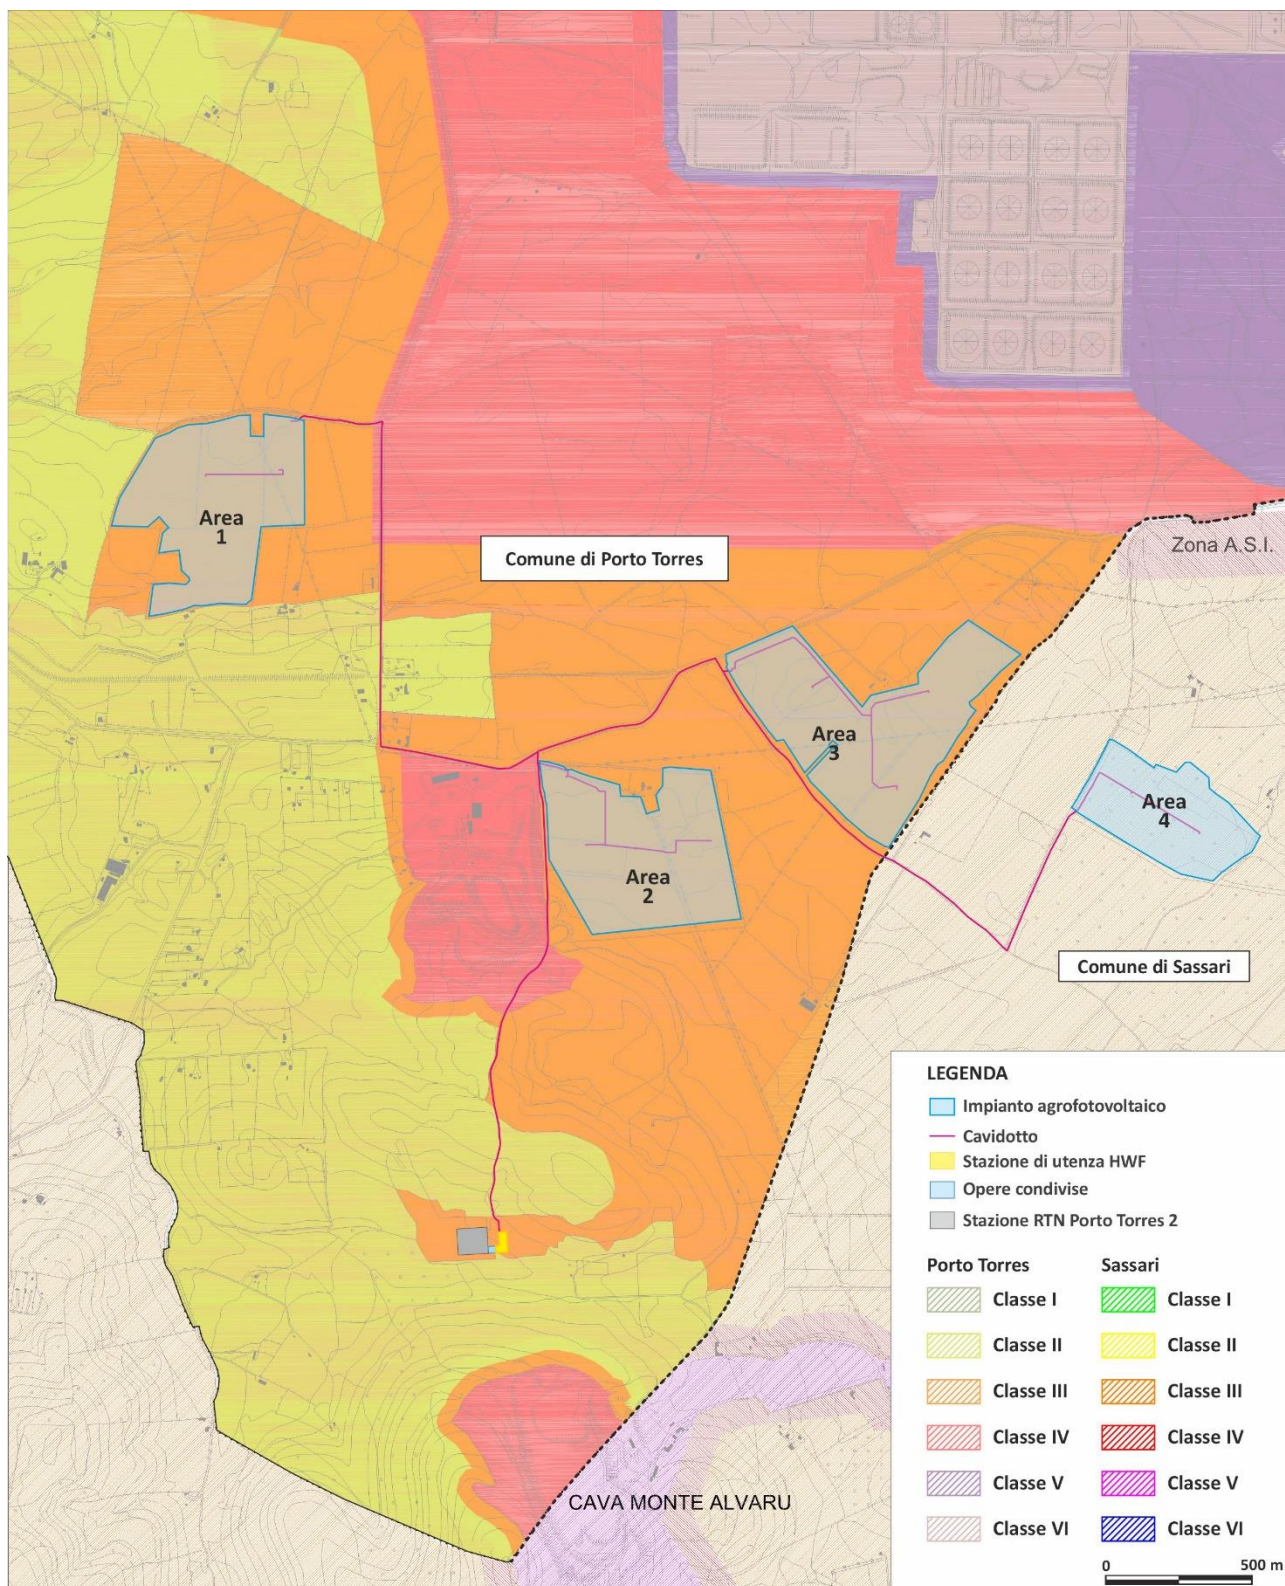 Area
1
Comune di Porto Torres
Zona A.S.I.
Area
3
Area
4
Area
2
Comune di Sassari
LEGENDA
Impianto agrofotovoltaico
Cavidotto
Stazione di utenza HWF
Opere condivise
Stazione RTN Porto Torres 2
Porto Torres Sassari
Classe I Classe I
Classe II Classe II
Classe III Classe III
Classe IV Classe IV
Classe V Classe V
Classe VI Classe VI
CAVA MONTE ALVARU
0 500 m